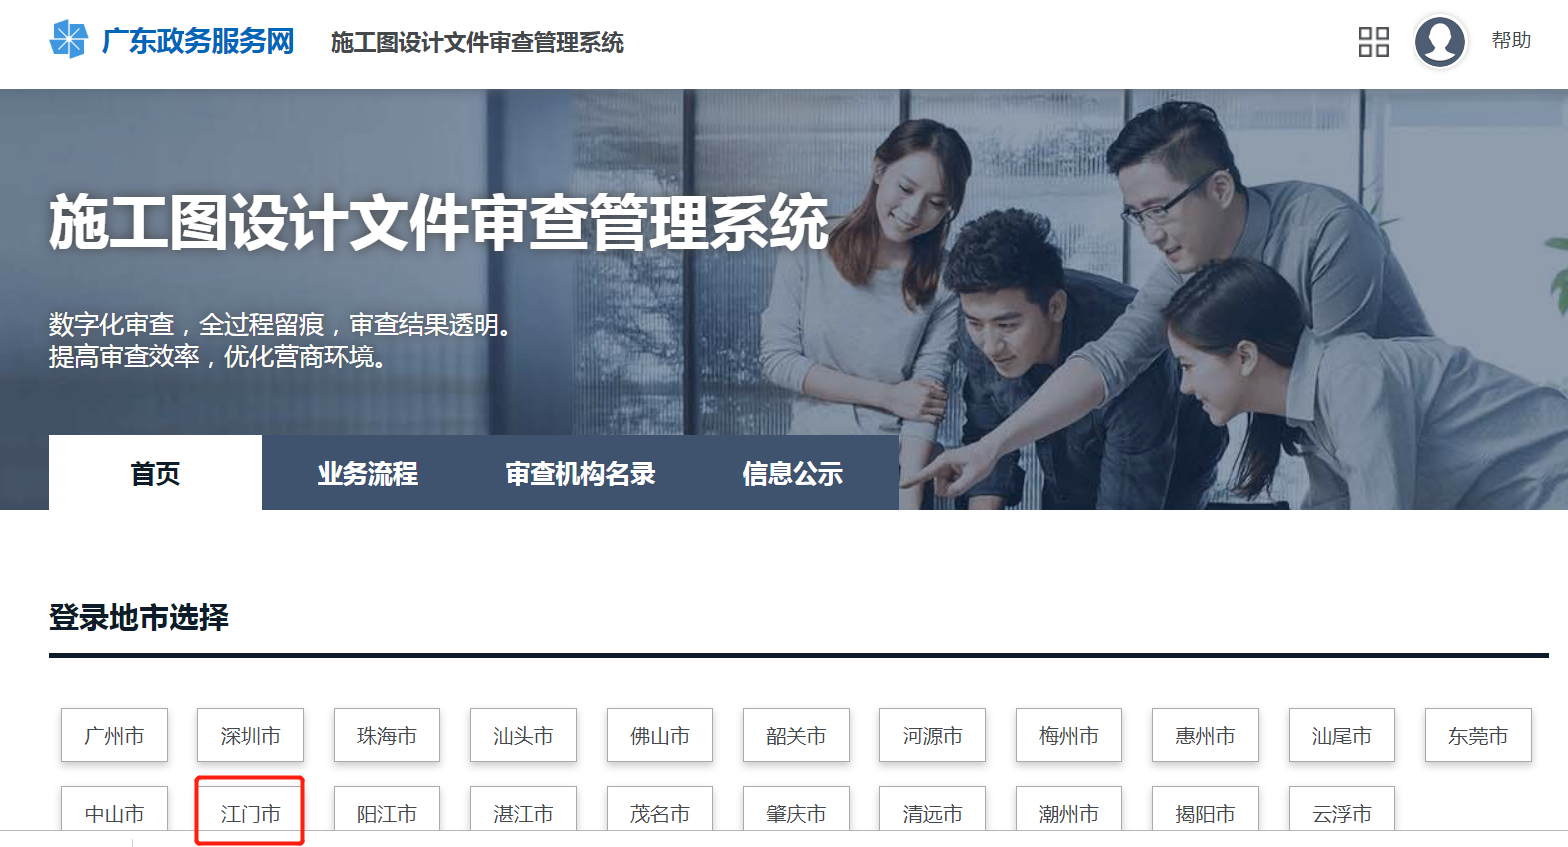 广东政务服务网 施工图设计文件审查管理系统 帮助
施工图设计文件审查管理系统
数字化审查，全过程留痕，审查结果透明。
提高审查效率，优化营商环境。
首页 业务流程 审查机构名录 信息公示
登录地市选择
广州市 深圳市 珠海市 汕头市 佛山市 韶关市 河源市 梅州市 惠州市 汕尾市 东莞市
中山市 江门市 阳江市 湛江市 茂名市 肇庆市 清远市 潮州市 揭阳市 云浮市